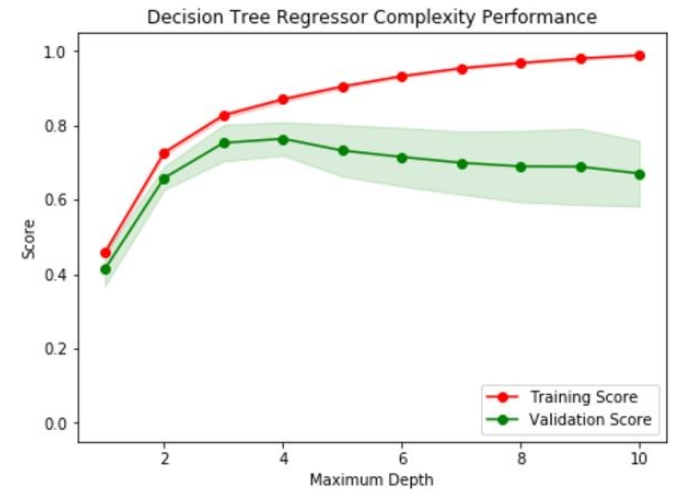 Decision Tree Regressor Complexity Performance
1.0
0.8
0.6
0.4
0.2
0.0
Score
2 4 6 8 10
Maximum Depth
Training Score
Validation Score